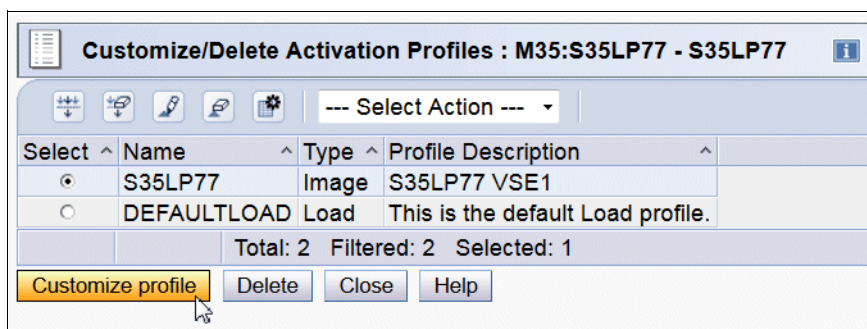 Customize/Delete Activation Profiles : M35:S35LP77 - S35LP77 i
--- Select Action ---
Select Name Type Profile Description
S35LP77 Image S35LP77 VSE1
DEFAULTLOAD Load This is the default Load profile.
Total: 2 Filtered: 2 Selected: 1
Customize profile Delete Close Help